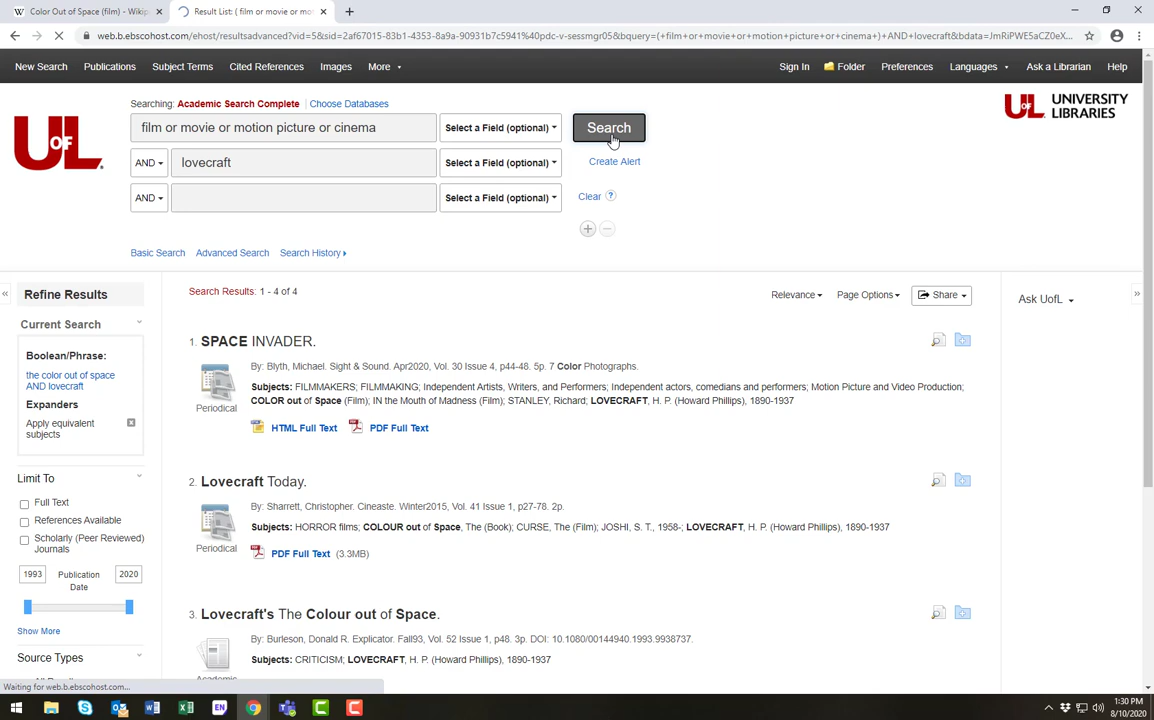 Color Out of Space (film) - Wikip
Result List: ( film or movie or mo
web.b.ebscohost.com/ehost/resultsadvanced?vid=5&sid=2af67015-83b1-4353-8a9a-90931b7c5941%40pdc-v-sessmgr05&bquery=(+film+or+movie+or+motion+picture+or+cinema+)+AND+lovecraft&bdata=JmRiPWE5aCZ0eX...
New Search Publications Subject Terms Cited References Images More Sign In Folder Preferences Languages Ask a Librarian Help
Searching: Academic Search Complete Choose Databases
film or movie or motion picture or cinema Select a Field (optional) Search
AND lovecraft Select a Field (optional) Create Alert
AND Select a Field (optional) Clear ?
UofL
UofL UNIVERSITY
LIBRARIES
Basic Search Advanced Search Search History
Refine Results
Current Search
Boolean/Phrase:
the color out of space
AND lovecraft
Expanders
Apply equivalent
subjects
Limit To
Full Text
References Available
Scholarly (Peer Reviewed)
Journals
1993 Publication 2020
Date
Show More
Source Types
Search Results: 1 - 4 of 4
Relevance Page Options Share
Ask UofL
1. SPACE INVADER.
By: Blyth, Michael. Sight & Sound. Apr2020, Vol. 30 Issue 4, p44-48. 5p. 7 Color Photographs.
Subjects: FILMMAKERS; FILMMAKING; Independent Artists, Writers, and Performers; Independent actors, comedians and performers; Motion Picture and Video Production;
COLOR out of Space (Film); IN the Mouth of Madness (Film); STANLEY, Richard; LOVECRAFT, H. P. (Howard Phillips), 1890-1937
Periodical
HTML Full Text PDF Full Text
2. Lovecraft Today.
By: Sharrett, Christopher. Cineaste. Winter2015, Vol. 41 Issue 1, p27-78. 2p.
Subjects: HORROR films; COLOUR out of Space, The (Book); CURSE, The (Film); JOSHI, S. T., 1958-; LOVECRAFT, H. P. (Howard Phillips), 1890-1937
Periodical
PDF Full Text (3.3MB)
3. Lovecraft's The Colour out of Space.
By: Burleson, Donald R. Explicator. Fall93, Vol. 52 Issue 1, p48. 3p. DOI: 10.1080/00144940.1993.9938737.
Subjects: CRITICISM; LOVECRAFT, H. P. (Howard Phillips), 1890-1937
Waiting for web.b.ebscohost.com...
1:30 PM
8/10/2020